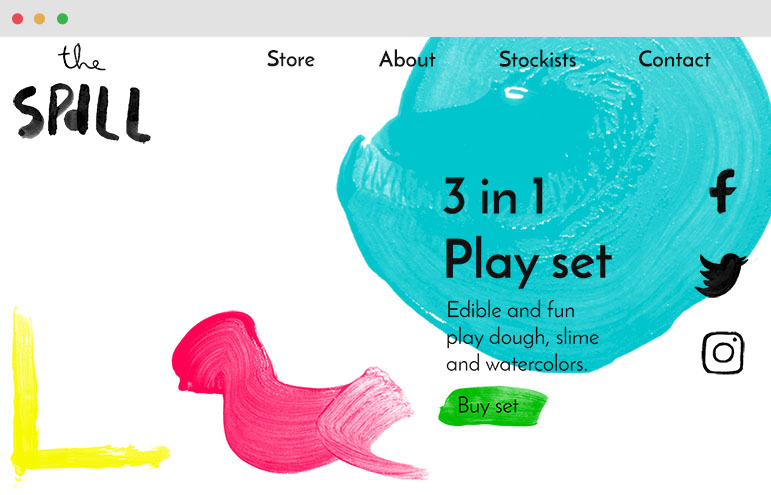 the
SPILL
Store
About
Stockists
Contact
3 in 1
Play set
Edible and fun
play dough, slime
and watercolors.
Buy set